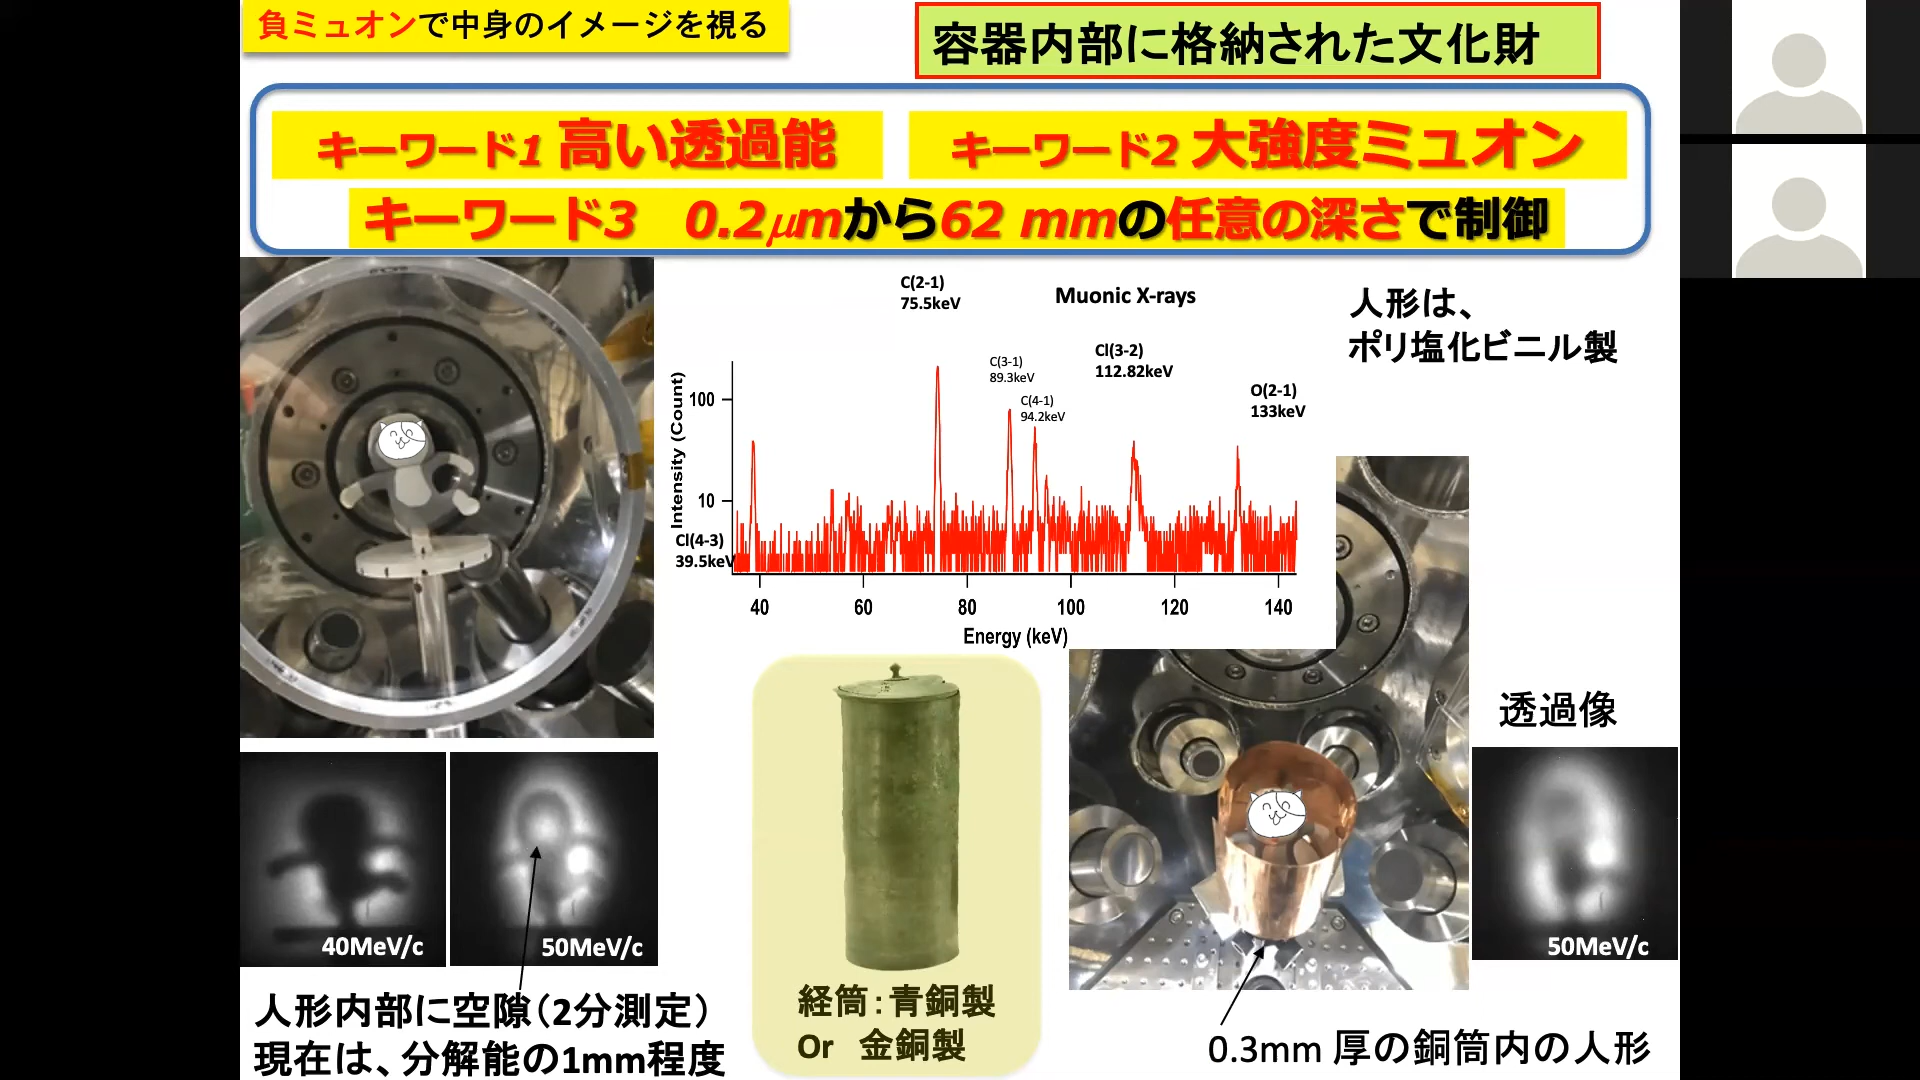 負ミュオンで中身のイメージを視る
容器内部に格納された文化財
キーワード1 高い透過能
キーワード2 大強度ミュオン
キーワード3 0.2μmから62 mmの任意の深さで制御
C(2-1)
75.5keV
Muonic X-rays
C(3-1)
89.3keV
C(4-1)
94.2keV
Cl(3-2)
112.82keV
O(2-1)
133keV
人形は、
ポリ塩化ビニル製
Intensity (Count)
100
10
Cl(4-3)
39.5keV
40 60 80 100 120 140
Energy (keV)
透過像
40MeV/c
50MeV/c
50MeV/c
人形内部に空隙(2分測定)
現在は、分解能の1mm程度
経筒:青銅製
Or 金銅製
0.3mm 厚の銅筒内の人形